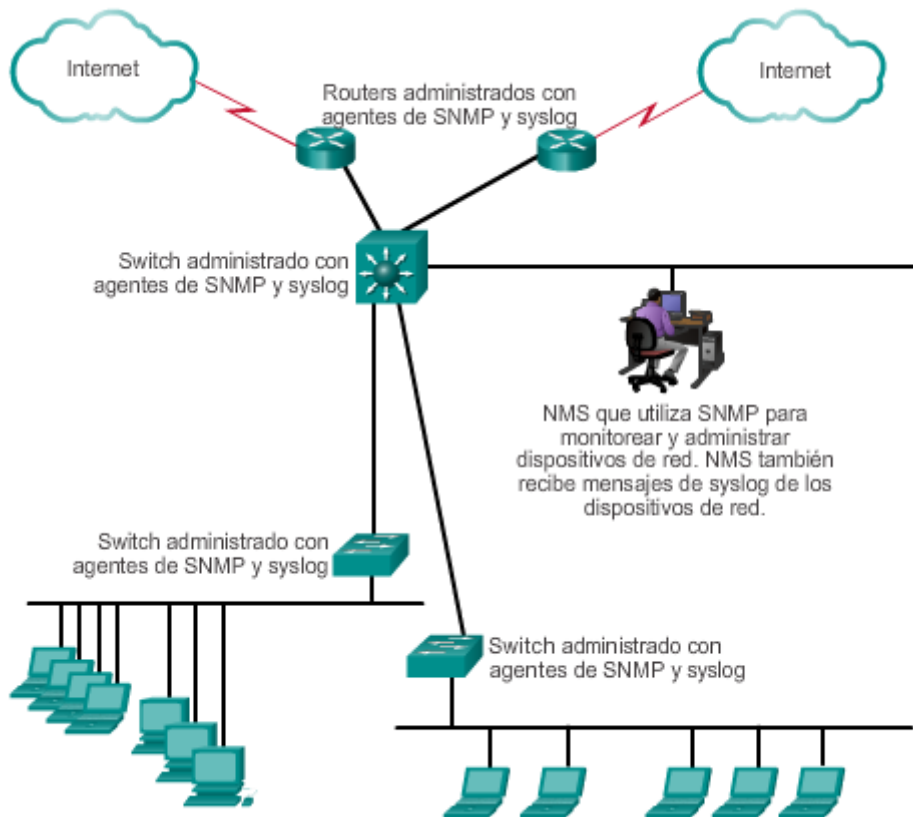 Internet
Internet
Routers administrados con
agentes de SNMP y syslog
Switch administrado con
agentes de SNMP y syslog
NMS que utiliza SNMP para
monitorear y administrar
dispositivos de red. NMS también
recibe mensajes de syslog de los
dispositivos de red.
Switch administrado con
agentes de SNMP y syslog
Switch administrado con
agentes de SNMP y syslog